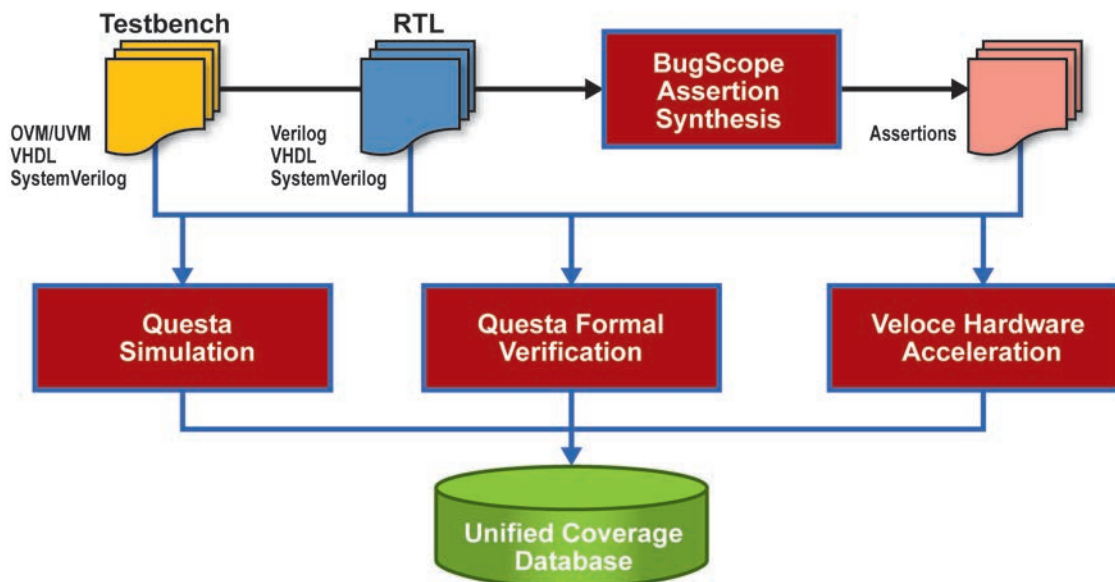 Testbench
RTL
BugScope
Assertion
Synthesis
OVM/UVM
VHDL
SystemVerilog
Verilog
VHDL
SystemVerilog
Assertions
Questa
Simulation
Questa Formal
Verification
Veloce Hardware
Acceleration
Unified Coverage
Database